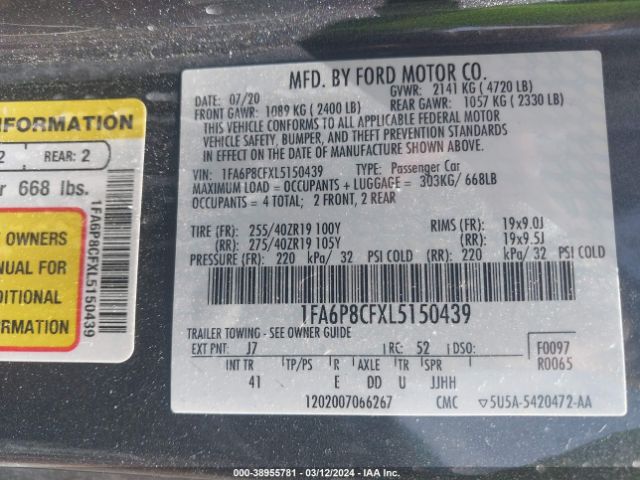 MFD. BY FORD MOTOR CO.
DATE: 07/20
GVWR: 2141 KG ( 4720 LB)
FRONT GAWR: 1089 KG ( 2400 LB)
REAR GAWR: 1057 KG ( 2330 LB)
THIS VEHICLE CONFORMS TO ALL APPLICABLE FEDERAL MOTOR
VEHICLE SAFETY, BUMPER, AND THEFT PREVENTION STANDARDS
IN EFFECT ON THE DATE OF MANUFACTURE SHOWN ABOVE.
VIN: 1FA6P8CFXL5150439 TYPE: Passenger Car
MAXIMUM LOAD = OCCUPANTS + LUGGAGE = 303KG/ 668LB
OCCUPANTS = 4 TOTAL; 2 FRONT, 2 REAR
TIRE (FR): 255/40ZR19 100Y RIMS (FR): 19x9.0J
(RR): 275/40ZR19 105Y (RR): 19x9.5J
PRESSURE (FR): 220 kPa/ 32 PSI COLD (RR): 220 kPa/ 32 PSI COLD
1FA6P8CFXL5150439
TRAILER TOWING - SEE OWNER GUIDE
EXT PNT: J7 RC: 52 DSO: F0097
R0065
INT TR TP/PS R AXLE TR SPR
41 E DD U JJHH
1202007066267 CMC 5U5A-5420472-AA
NFORMATION
2 REAR: 2
r 668 lbs.
OWNERS
NUAL FOR
DITIONAL
FORMATION
1FA6P8CFXL5150439
000-38955781 - 03/12/2024 - IAA Inc.